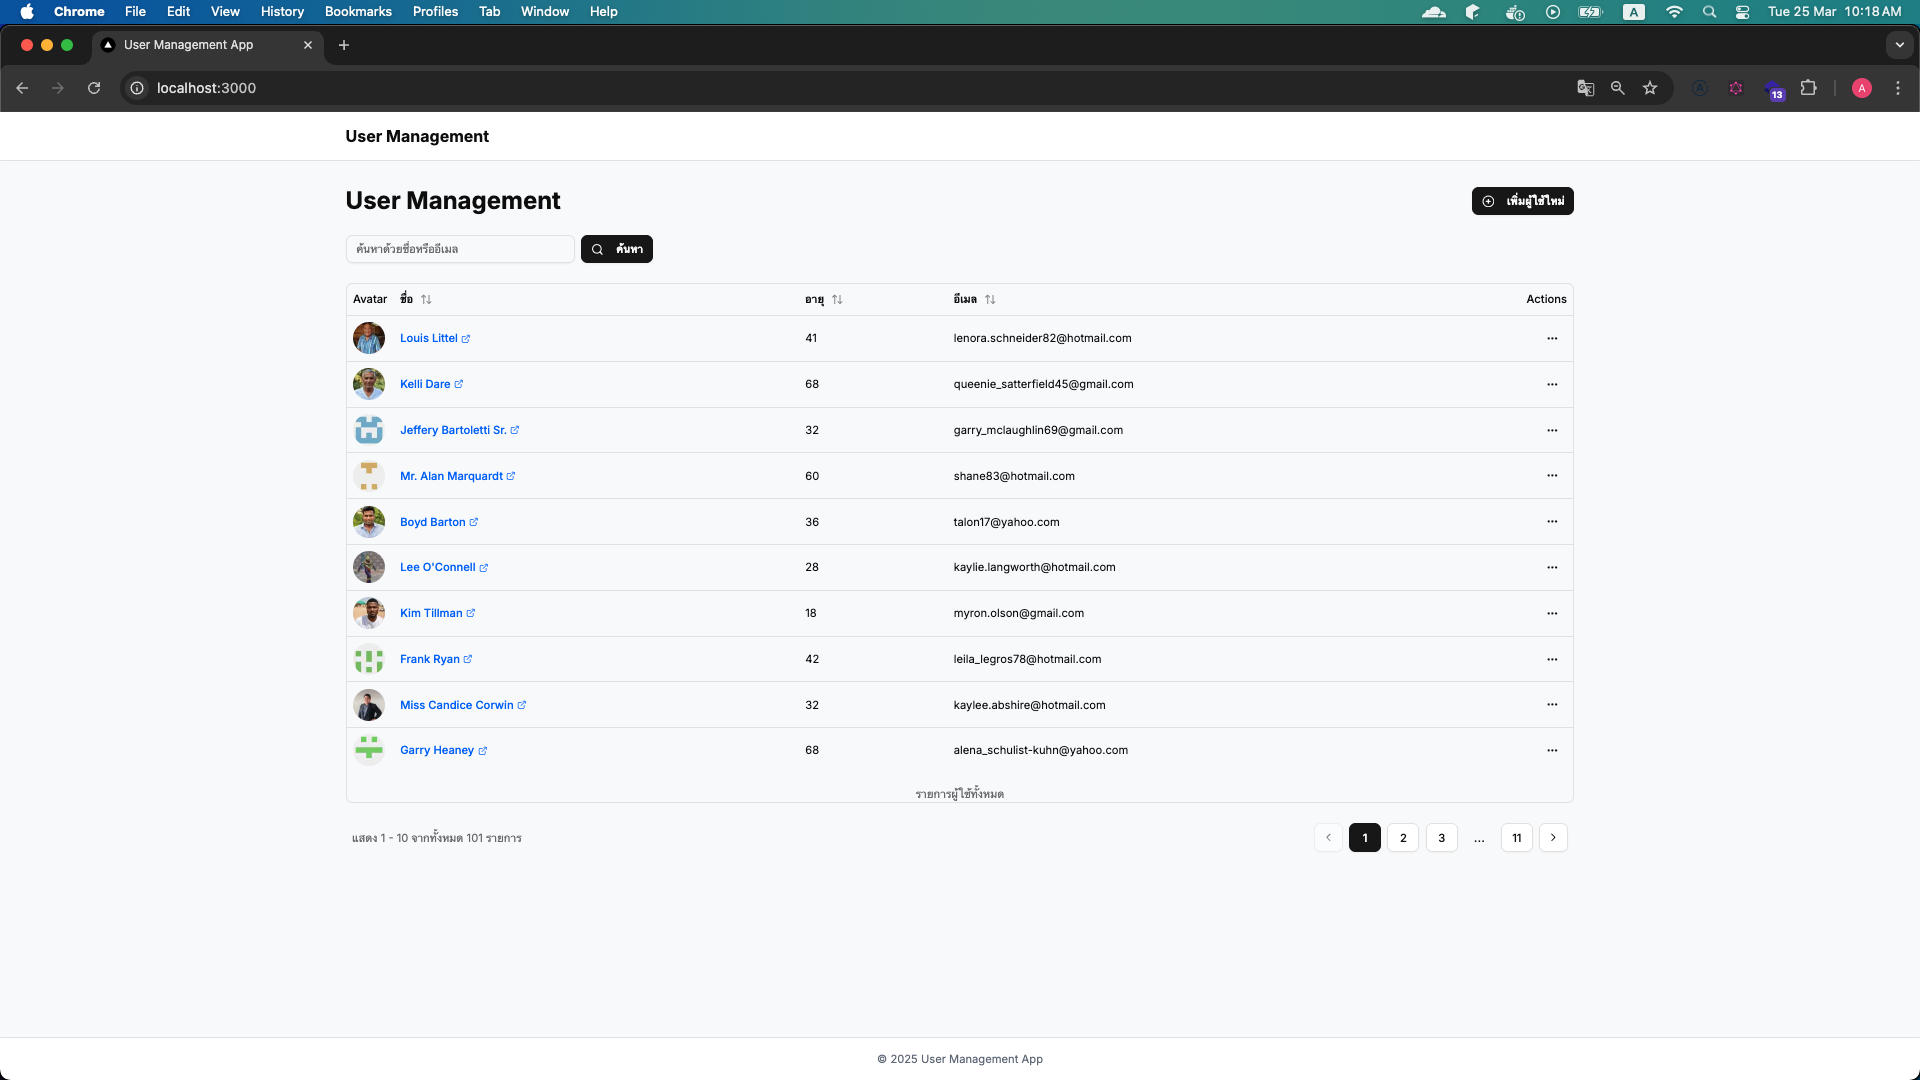 Chrome File Edit View History Bookmarks Profiles Tab Window Help A Tue 25 Mar 10:18 AM
User Management App
localhost:3000 13 A
User Management
User Management
เพิ่มผู้ใช้ใหม่
ค้นหาด้วยชื่อหรืออีเมล ค้นหา
Avatar ชื่อ อายุ อีเมล Actions
Louis Littel 41 lenora.schneider82@hotmail.com ...
Kelli Dare 68 queenie_satterfield45@gmail.com ...
Jeffery Bartoletti Sr. 32 garry_mclaughlin69@gmail.com ...
Mr. Alan Marquardt 60 shane83@hotmail.com ...
Boyd Barton 36 talon17@yahoo.com ...
Lee O'Connell 28 kaylie.langworth@hotmail.com ...
Kim Tillman 18 myron.olson@gmail.com ...
Frank Ryan 42 leila_legros78@hotmail.com ...
Miss Candice Corwin 32 kaylee.abshire@hotmail.com ...
Garry Heaney 68 alena_schulist-kuhn@yahoo.com ...
รายการผู้ใช้ทั้งหมด
แสดง 1 - 10 จากทั้งหมด 101 รายการ 1 2 3 ... 11
© 2025 User Management App